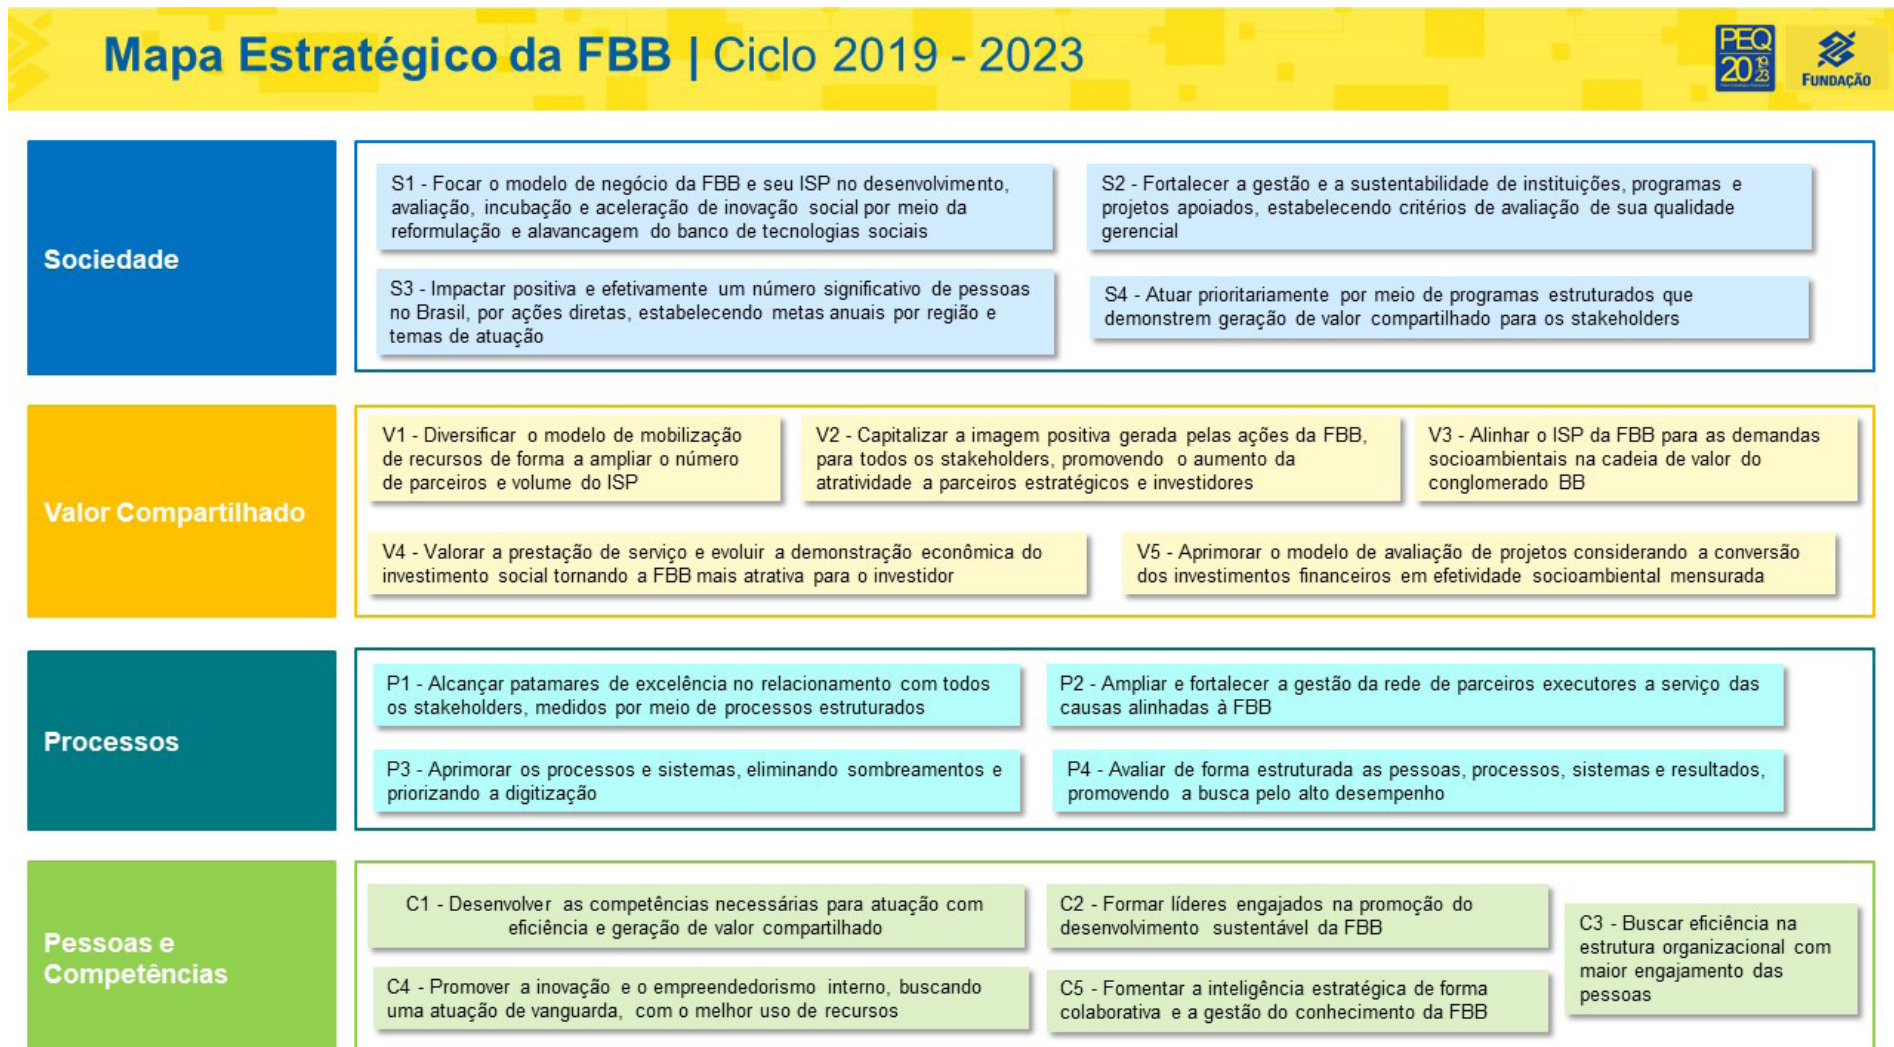 Mapa Estratégico da FBB | Ciclo 2019 - 2023
PEQ
2019
23
FUNDAÇÃO
Sociedade
S1 - Focar o modelo de negócio da FBB e seu ISP no desenvolvimento,
avaliação, incubação e aceleração de inovação social por meio da
reformulação e alavancagem do banco de tecnologias sociais
S2 - Fortalecer a gestão e a sustentabilidade de instituições, programas e
projetos apoiados, estabelecendo critérios de avaliação de sua qualidade
gerencial
S3 - Impactar positiva e efetivamente um número significativo de pessoas
no Brasil, por ações diretas, estabelecendo metas anuais por região e
temas de atuação
S4 - Atuar prioritariamente por meio de programas estruturados que
demonstrem geração de valor compartilhado para os stakeholders
Valor Compartilhado
V1 - Diversificar o modelo de mobilização
de recursos de forma a ampliar o número
de parceiros e volume do ISP
V2 - Capitalizar a imagem positiva gerada pelas ações da FBB,
para todos os stakeholders, promovendo o aumento da
atratividade a parceiros estratégicos e investidores
V3 - Alinhar o ISP da FBB para as demandas
socioambientais na cadeia de valor do
conglomerado BB
V4 - Valorar a prestação de serviço e evoluir a demonstração econômica do
investimento social tornando a FBB mais atrativa para o investidor
V5 - Aprimorar o modelo de avaliação de projetos considerando a conversão
dos investimentos financeiros em efetividade socioambiental mensurada
Processos
P1 - Alcançar patamares de excelência no relacionamento com todos
os stakeholders, medidos por meio de processos estruturados
P2 - Ampliar e fortalecer a gestão da rede de parceiros executores a serviço das
causas alinhadas à FBB
P3 - Aprimorar os processos e sistemas, eliminando sombreamentos e
priorizando a digitização
P4 - Avaliar de forma estruturada as pessoas, processos, sistemas e resultados,
promovendo a busca pelo alto desempenho
Pessoas e
Competências
C1 - Desenvolver as competências necessárias para atuação com
eficiência e geração de valor compartilhado
C2 - Formar líderes engajados na promoção do
desenvolvimento sustentável da FBB
C3 - Buscar eficiência na
estrutura organizacional com
maior engajamento das
pessoas
C4 - Promover a inovação e o empreendedorismo interno, buscando
uma atuação de vanguarda, com o melhor uso de recursos
C5 - Fomentar a inteligência estratégica de forma
colaborativa e a gestão do conhecimento da FBB